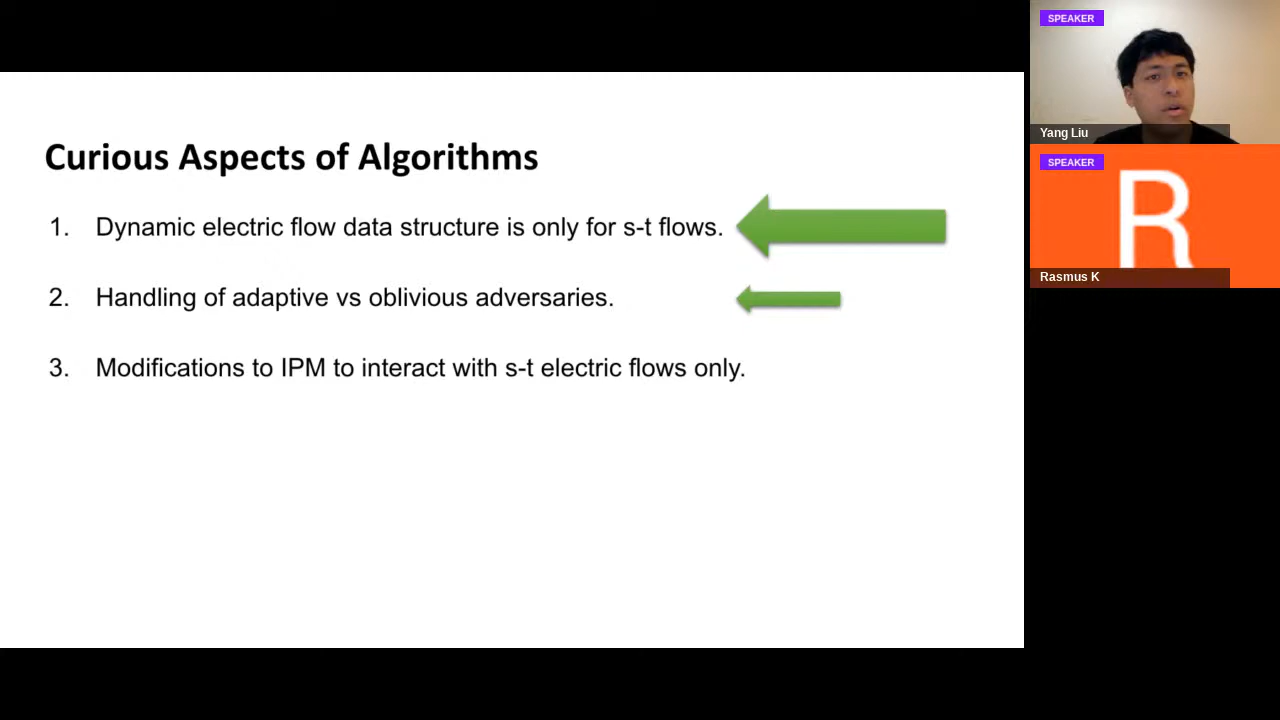 Curious Aspects of Algorithms
1. Dynamic electric flow data structure is only for s-t flows.
2. Handling of adaptive vs oblivious adversaries.
3. Modifications to IPM to interact with s-t electric flows only.
SPEAKER
Yang Liu
SPEAKER
R
Rasmus K